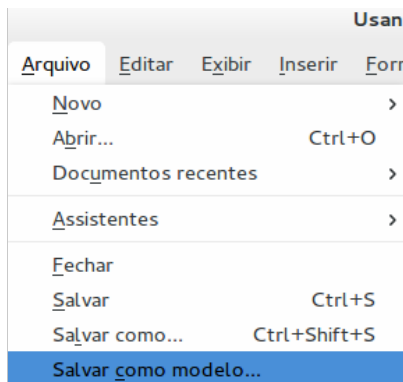 Usan
Arquivo Editar Exibir Inserir Forr
Novo
Abrir... Ctrl+O
Documentos recentes
Assistentes
Fechar
Salvar Ctrl+S
Salvar como... Ctrl+Shift+S
Salvar como modelo...